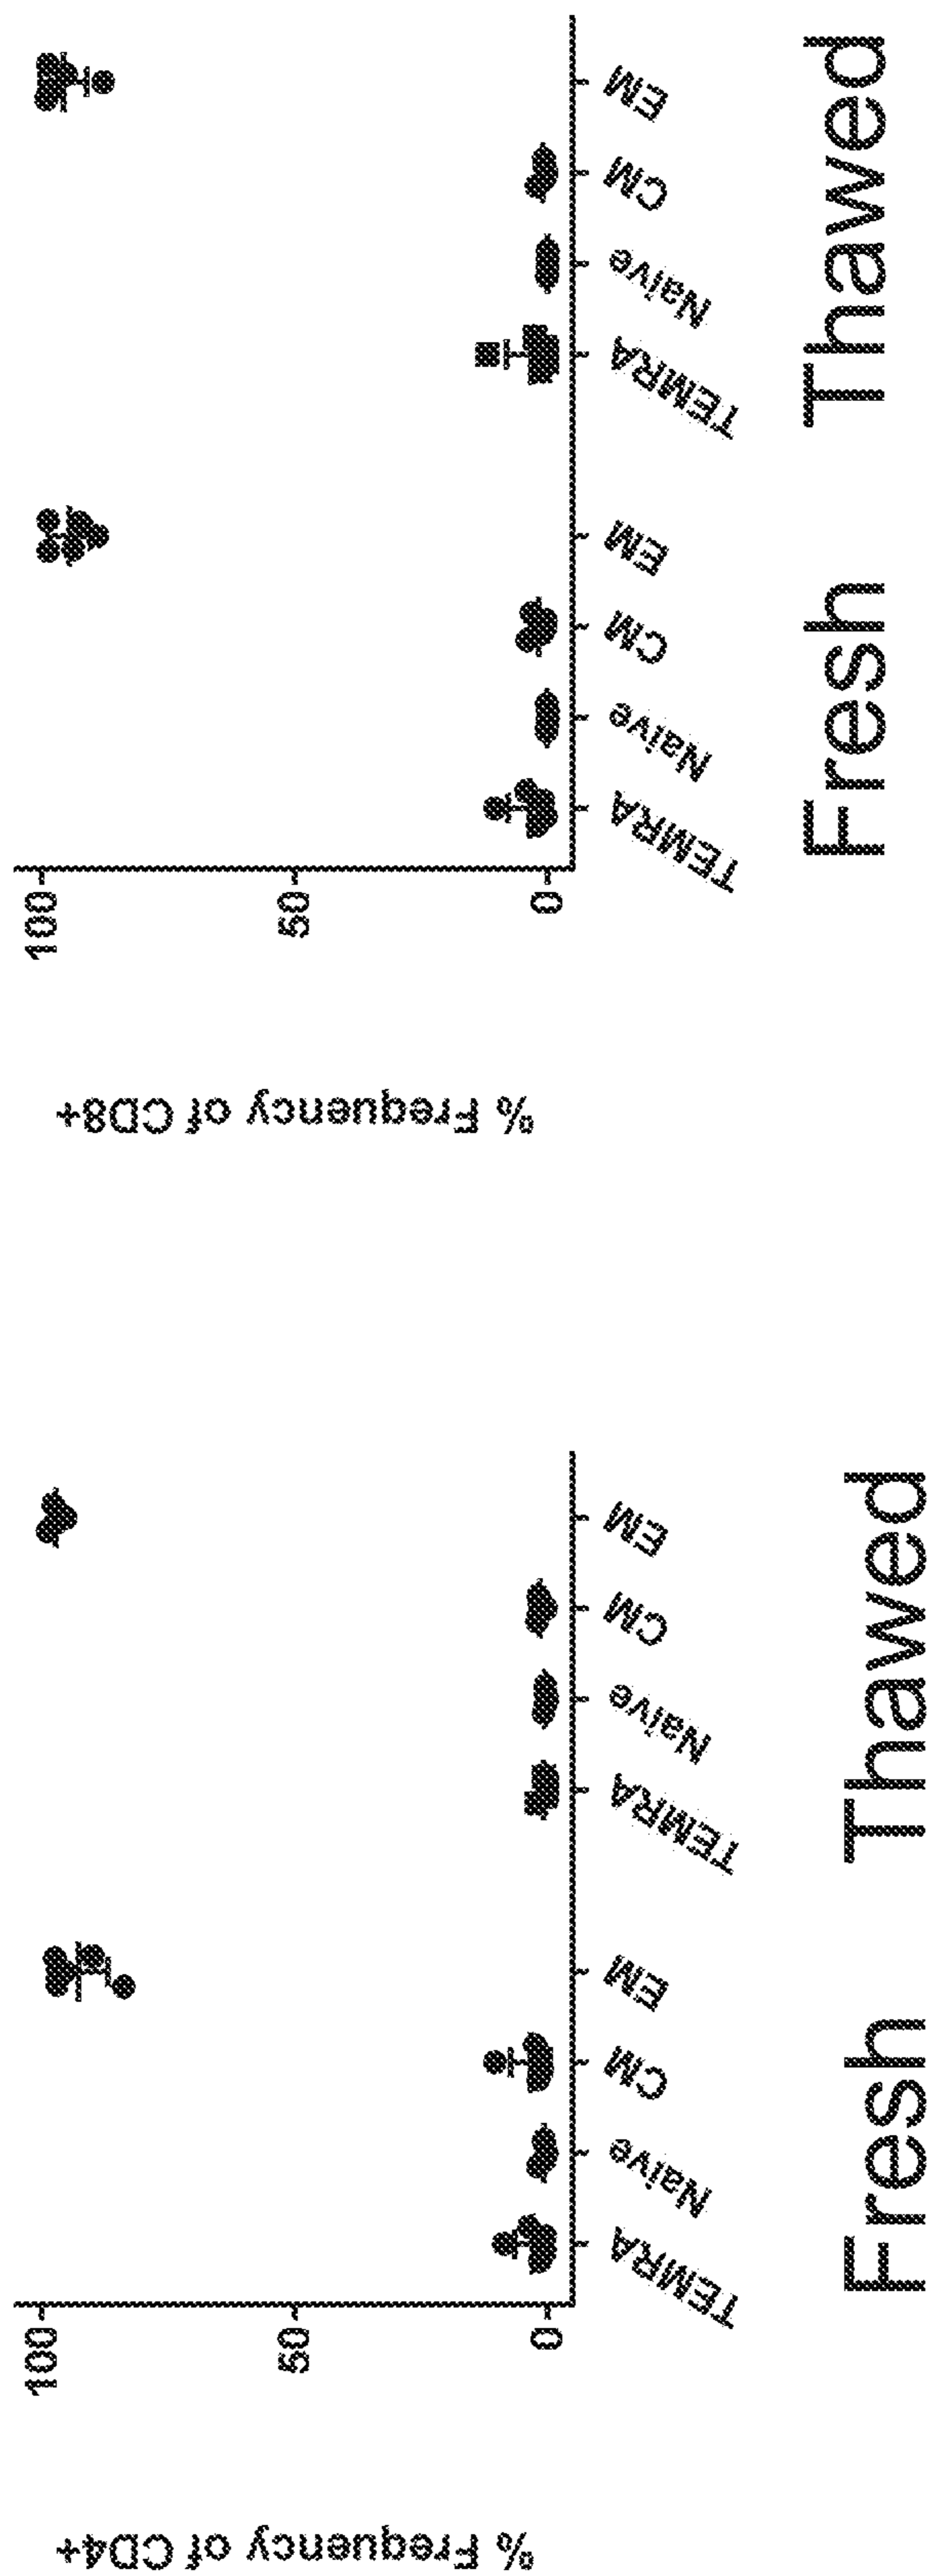 % Frequency of CD4+
100
50
0
TEMRA
Naive
CM
EM
TEMRA
Naive
CM
EM
Fresh
Thawed
% Frequency of CD8+
100
50
0
TEMRA
Naive
CM
EM
TEMRA
Naive
CM
EM
Fresh
Thawed